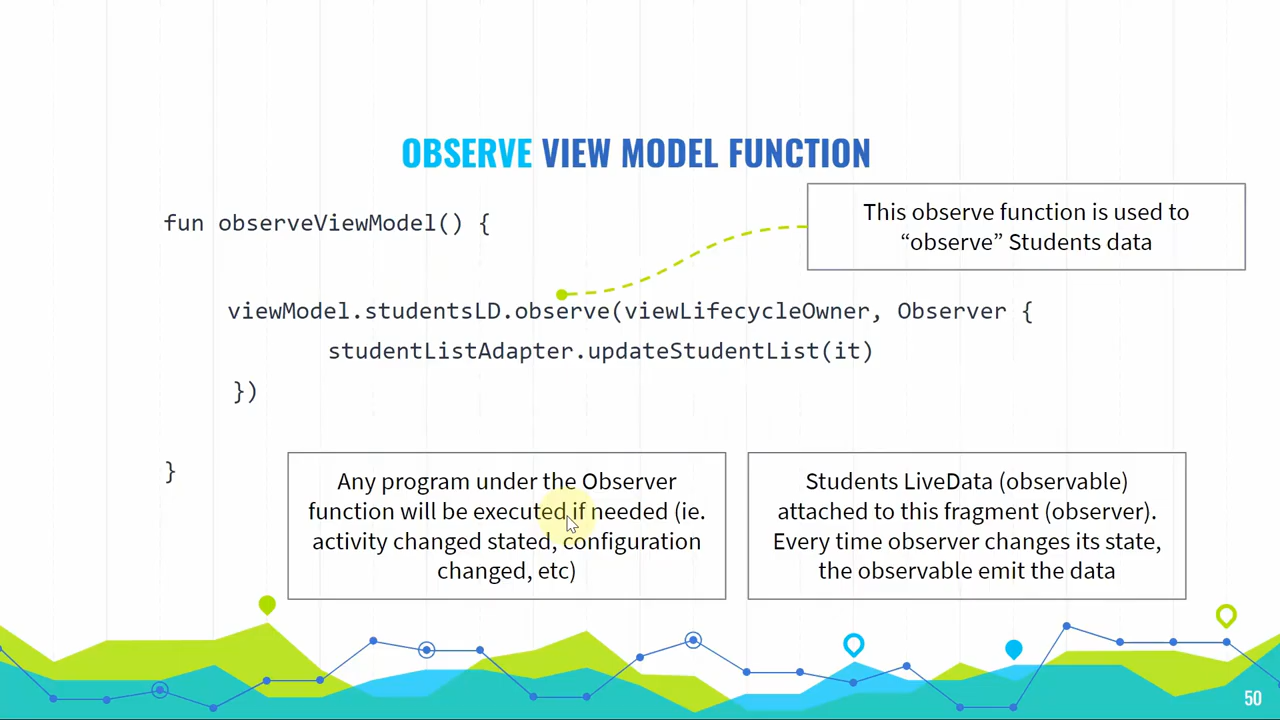 OBSERVE VIEW MODEL FUNCTION
This observe function is used to
“observe” Students data
fun observeViewModel() {
viewModel.studentsLD.observe(viewLifecycleOwner, Observer {
studentListAdapter.updateStudentList(it)
})
}
Any program under the Observer
function will be executed if needed (ie.
activity changed stated, configuration
changed, etc)
Students LiveData (observable)
attached to this fragment (observer).
Every time observer changes its state,
the observable emit the data
50